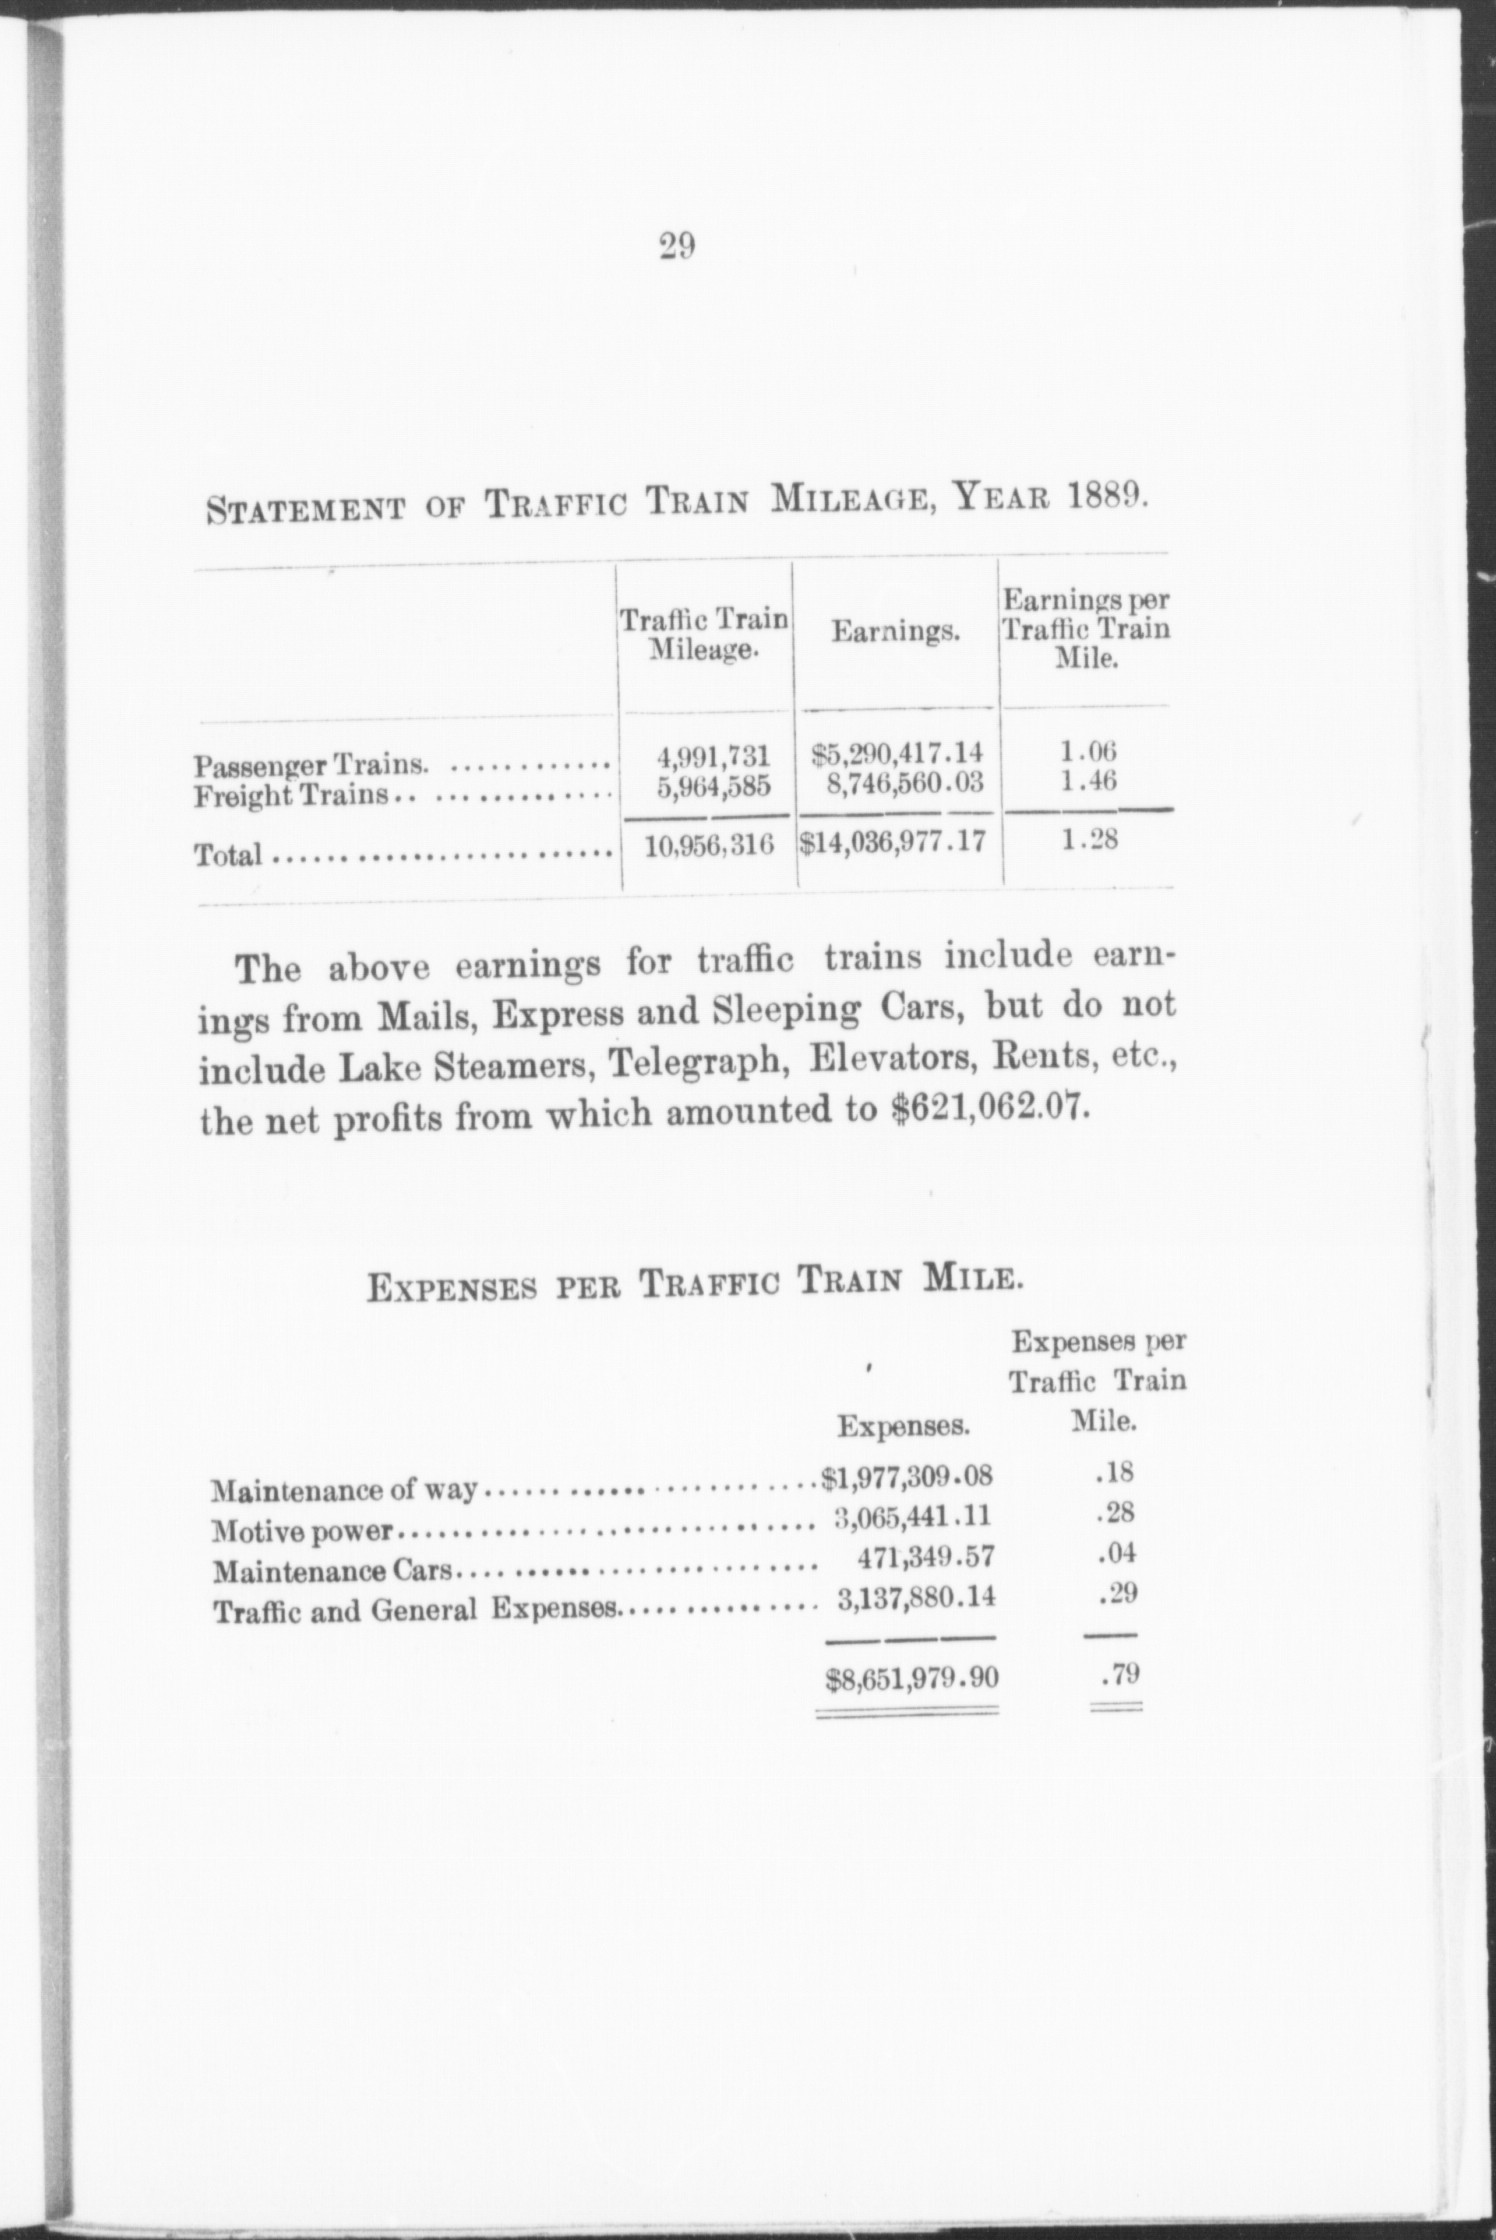 29
STATEMENT OF TRAFFIC TRAIN MILEAGE, YEAR 1889.
Traffic Train Mileage. Earnings. Earnings per Traffic Train Mile.
Passenger Trains. ............ 4,991,731 $5,290,417.14 1.06
Freight Trains.. ............. 5,964,585 8,746,560.03 1.46
Total ......................... 10,956,316 $14,036,977.17 1.28
The above earnings for traffic trains include earn-
ings from Mails, Express and Sleeping Cars, but do not
include Lake Steamers, Telegraph, Elevators, Rents, etc.,
the net profits from which amounted to $621,062.07.
EXPENSES PER TRAFFIC TRAIN MILE.
Expenses per
Traffic Train
Expenses. Mile.
Maintenance of way........................$1,977,309.08 .18
Motive power.............................. 3,065,441.11 .28
Maintenance Cars.......................... 471,349.57 .04
Traffic and General Expenses............... 3,137,880.14 .29
$8,651,979.90 .79